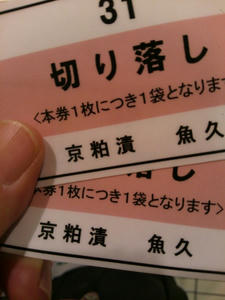 31
切り落し
<本券1枚につき1袋となります
京粕漬 魚久
落し
本券1枚につき1袋となります>
京粕漬 魚久